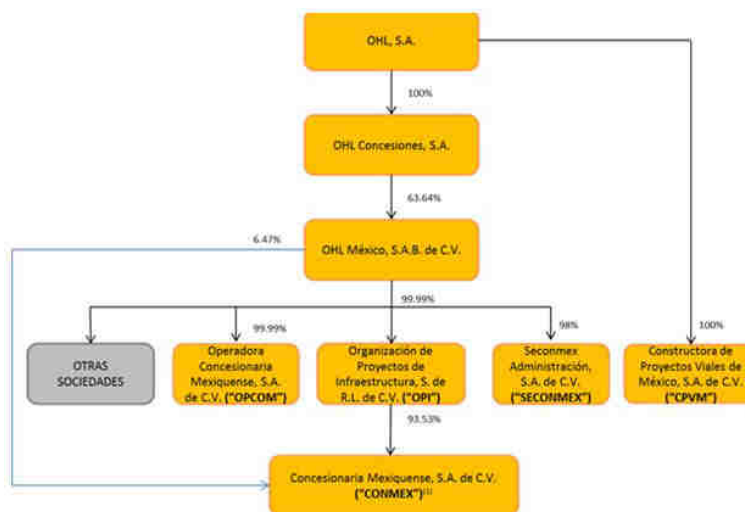 OHL, S.A.
100%
OHL Concesiones, S.A.
63.64%
6.47%
OHL México, S.A.B. de C.V.
99.99%
99.99%
98%
100%
OTRAS
SOCIEDADES
Operadora
Concesionaria
Mexiquense, S.A.
de C.V. ("OPCOM")
Organización de
Proyectos de
Infraestructura, S. de
R.L. de C.V. ("OPI")
Seconmex
Administración,
S.A. de C.V.
("SECONMEX")
Constructora de
Proyectos Viales de
México, S.A. de C.V.
("CPVM")
93.53%
Concesionaria Mexiquense, S.A. de C.V.
("CONMEX")(1)